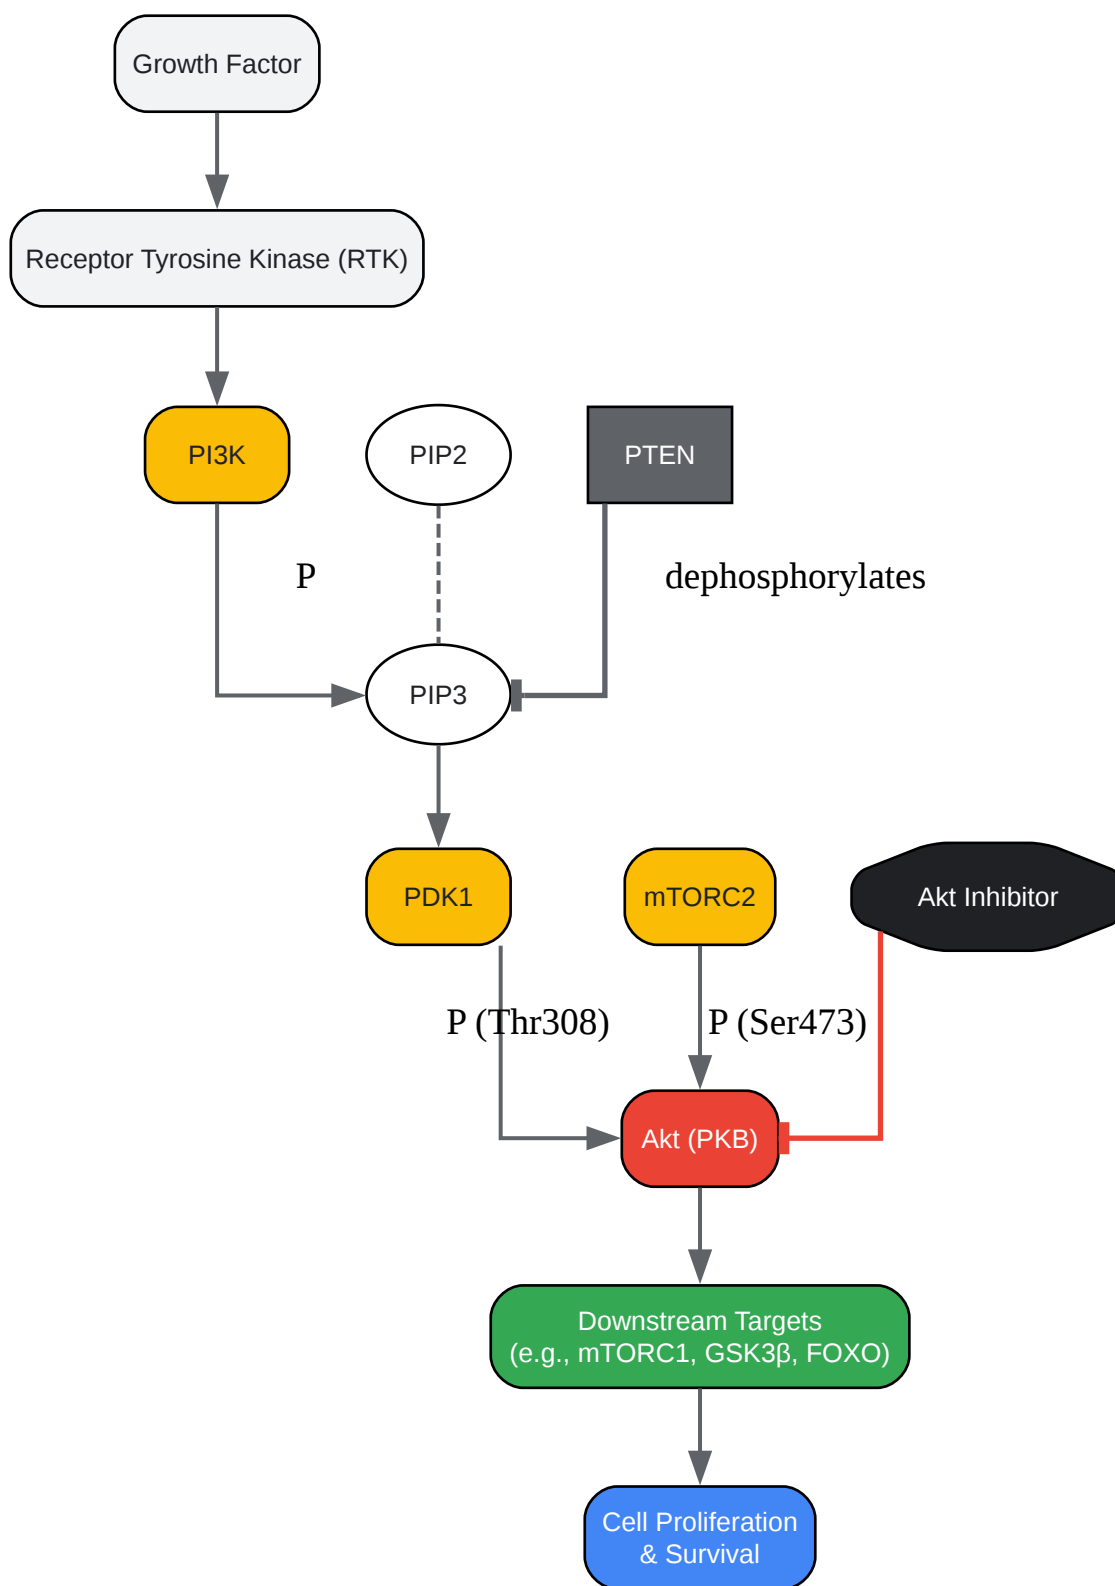 Growth Factor
Receptor Tyrosine Kinase (RTK)
PI3K
PIP2
PTEN
P
dephosphorylates
PIP3
PDK1
mTORC2
Akt Inhibitor
P (Thr308)
P (Ser473)
Akt (PKB)
Downstream Targets
(e.g., mTORC1, GSK3β, FOXO)
Cell Proliferation
& Survival